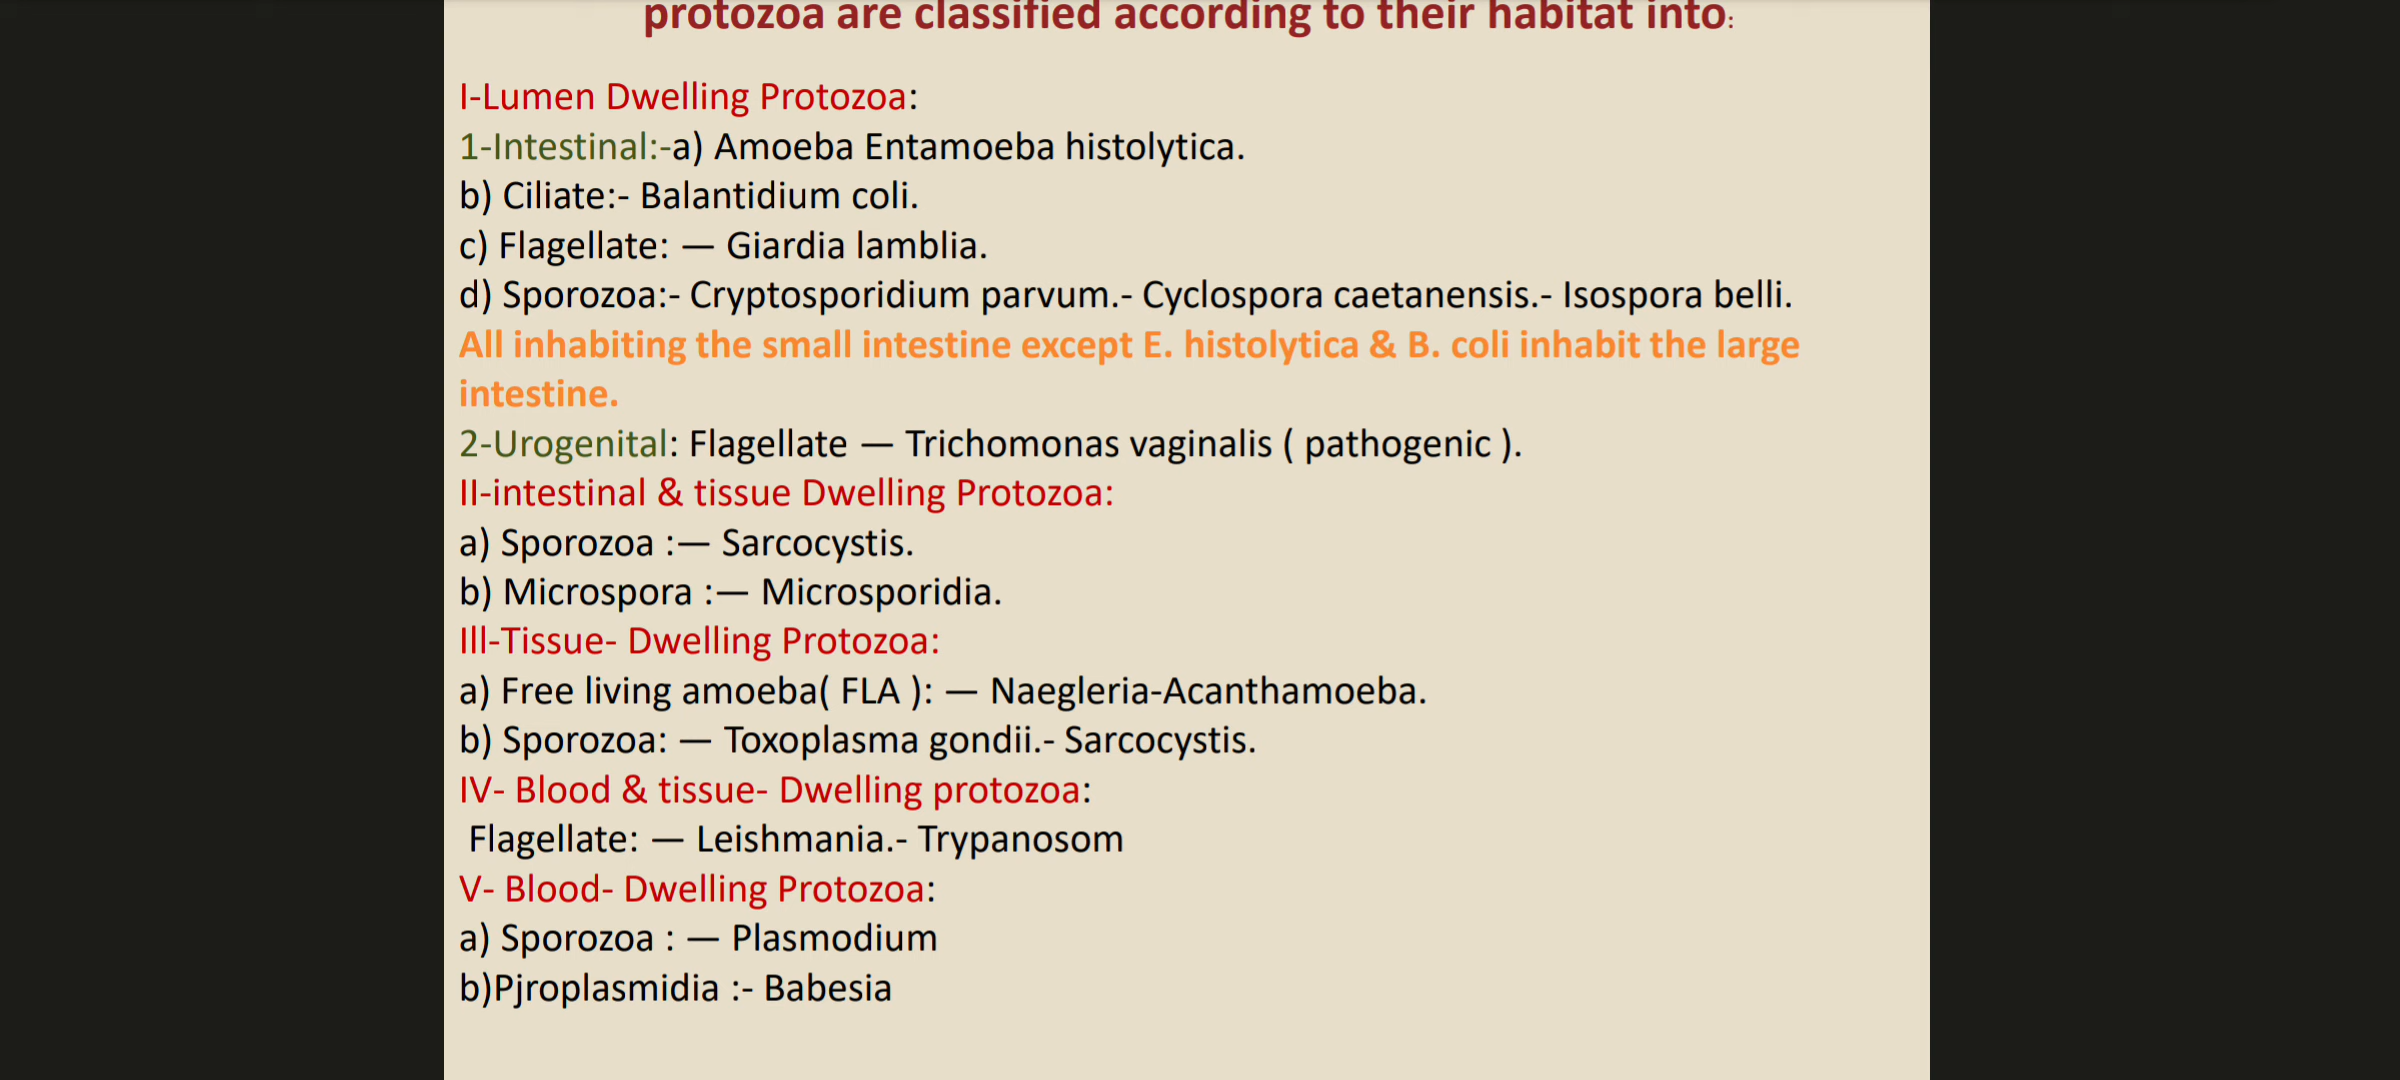 protozoa are classified according to their habitat into:
I-Lumen Dwelling Protozoa:
1-Intestinal:-a) Amoeba Entamoeba histolytica.
b) Ciliate:- Balantidium coli.
c) Flagellate: — Giardia lamblia.
d) Sporozoa:- Cryptosporidium parvum.- Cyclospora caetanensis.- Isospora belli.
All inhabiting the small intestine except E. histolytica & B. coli inhabit the large
intestine.
2-Urogenital: Flagellate — Trichomonas vaginalis ( pathogenic ).
II-intestinal & tissue Dwelling Protozoa:
a) Sporozoa :— Sarcocystis.
b) Microspora :— Microsporidia.
Ill-Tissue- Dwelling Protozoa:
a) Free living amoeba( FLA ): — Naegleria-Acanthamoeba.
b) Sporozoa: — Toxoplasma gondii.- Sarcocystis.
IV- Blood & tissue- Dwelling protozoa:
Flagellate: — Leishmania.- Trypanosom
V- Blood- Dwelling Protozoa:
a) Sporozoa : — Plasmodium
b)Pjroplasmidia :- Babesia